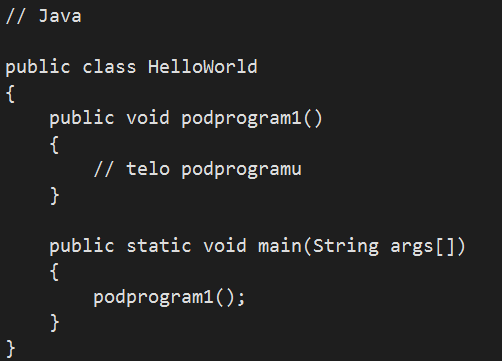 // Java
public class HelloWorld
{
public void podprogram1()
{
// telo podprogramu
}
public static void main(String args[])
{
podprogram1();
}
}